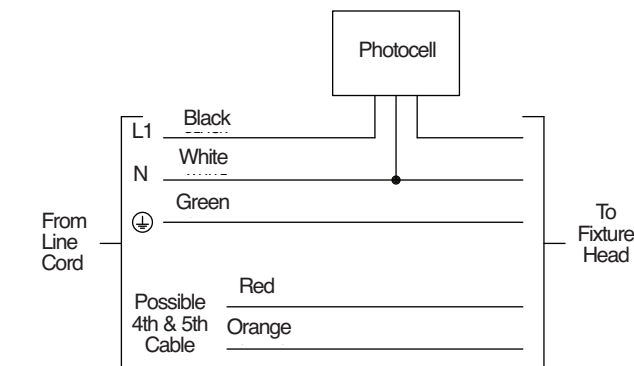 Photocell
L1 Black
N White
Green
From
Line
Cord
To
Fixture
Head
Possible
4th & 5th
Cable
Red
Orange